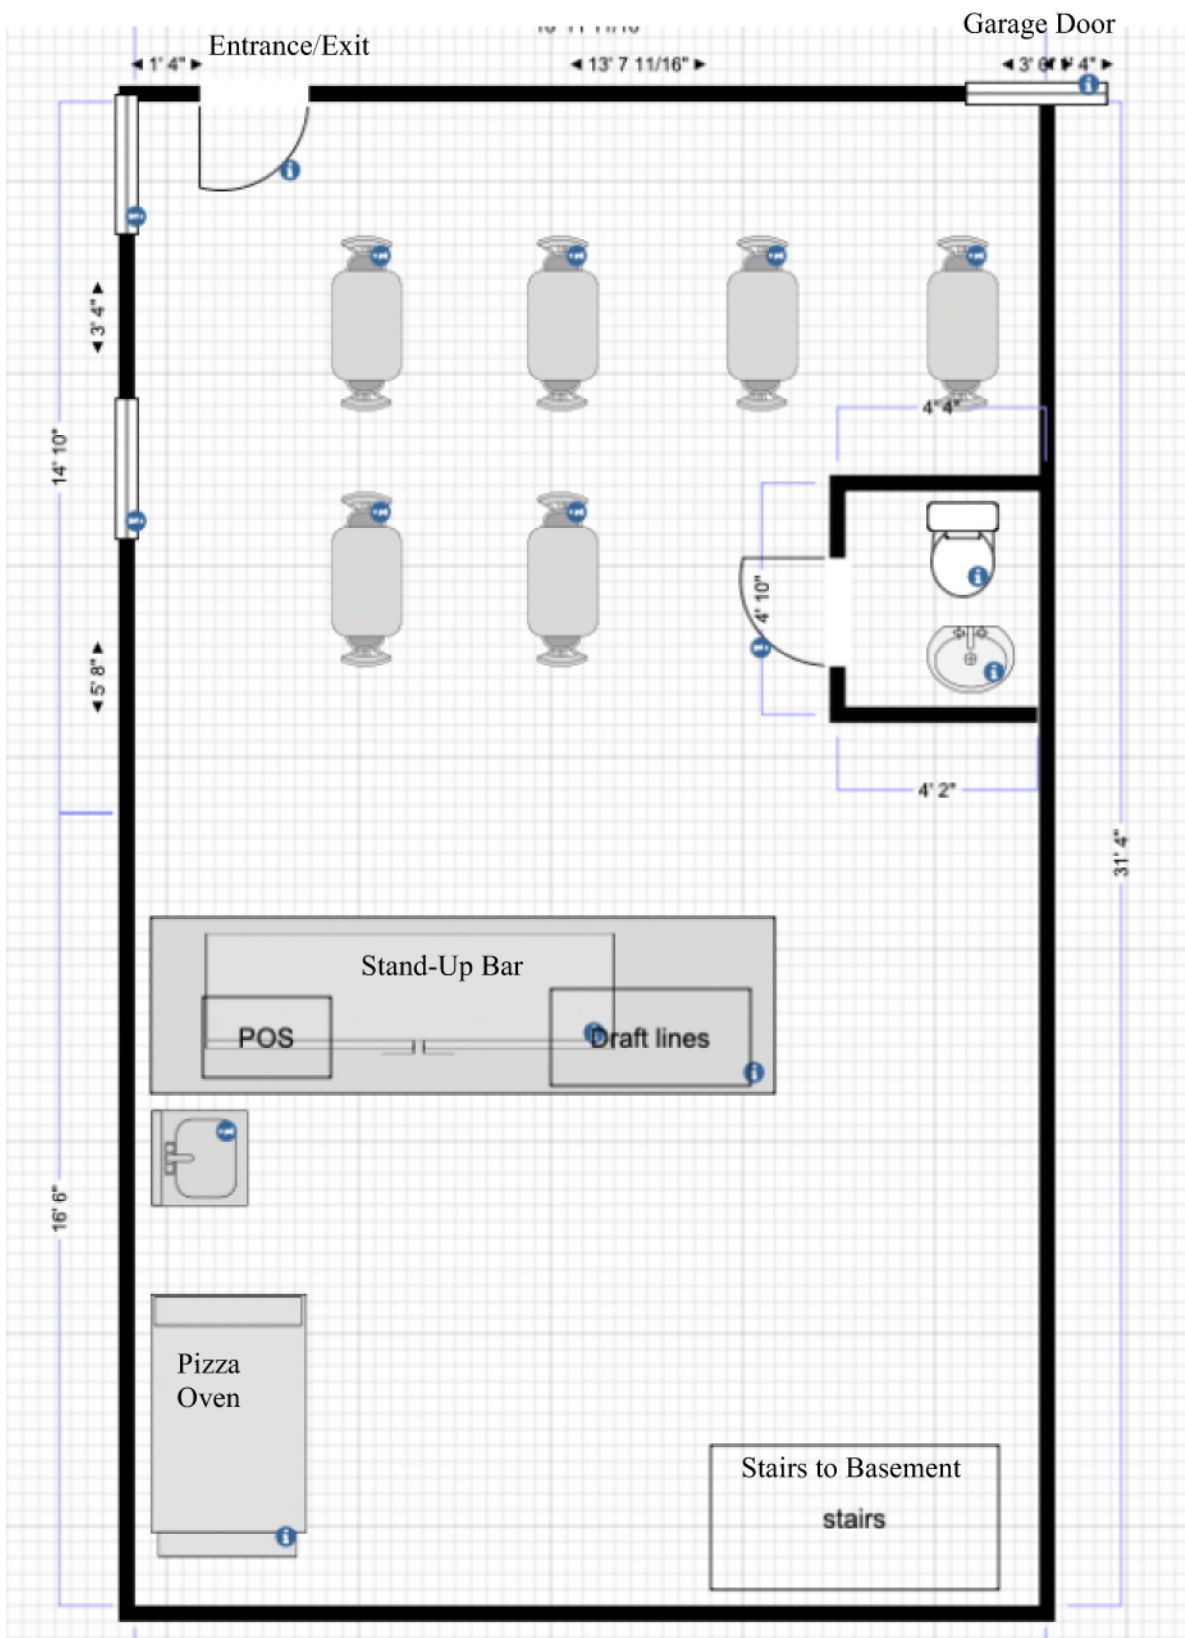 Garage Door
Entrance/Exit
1' 4"
13' 7 11/16"
3' 4"
14' 10"
4' 4"
4' 10"
5' 8"
4' 2"
31' 4"
Stand-Up Bar
POS
Draft lines
16' 6"
Pizza
Oven
Stairs to Basement
stairs